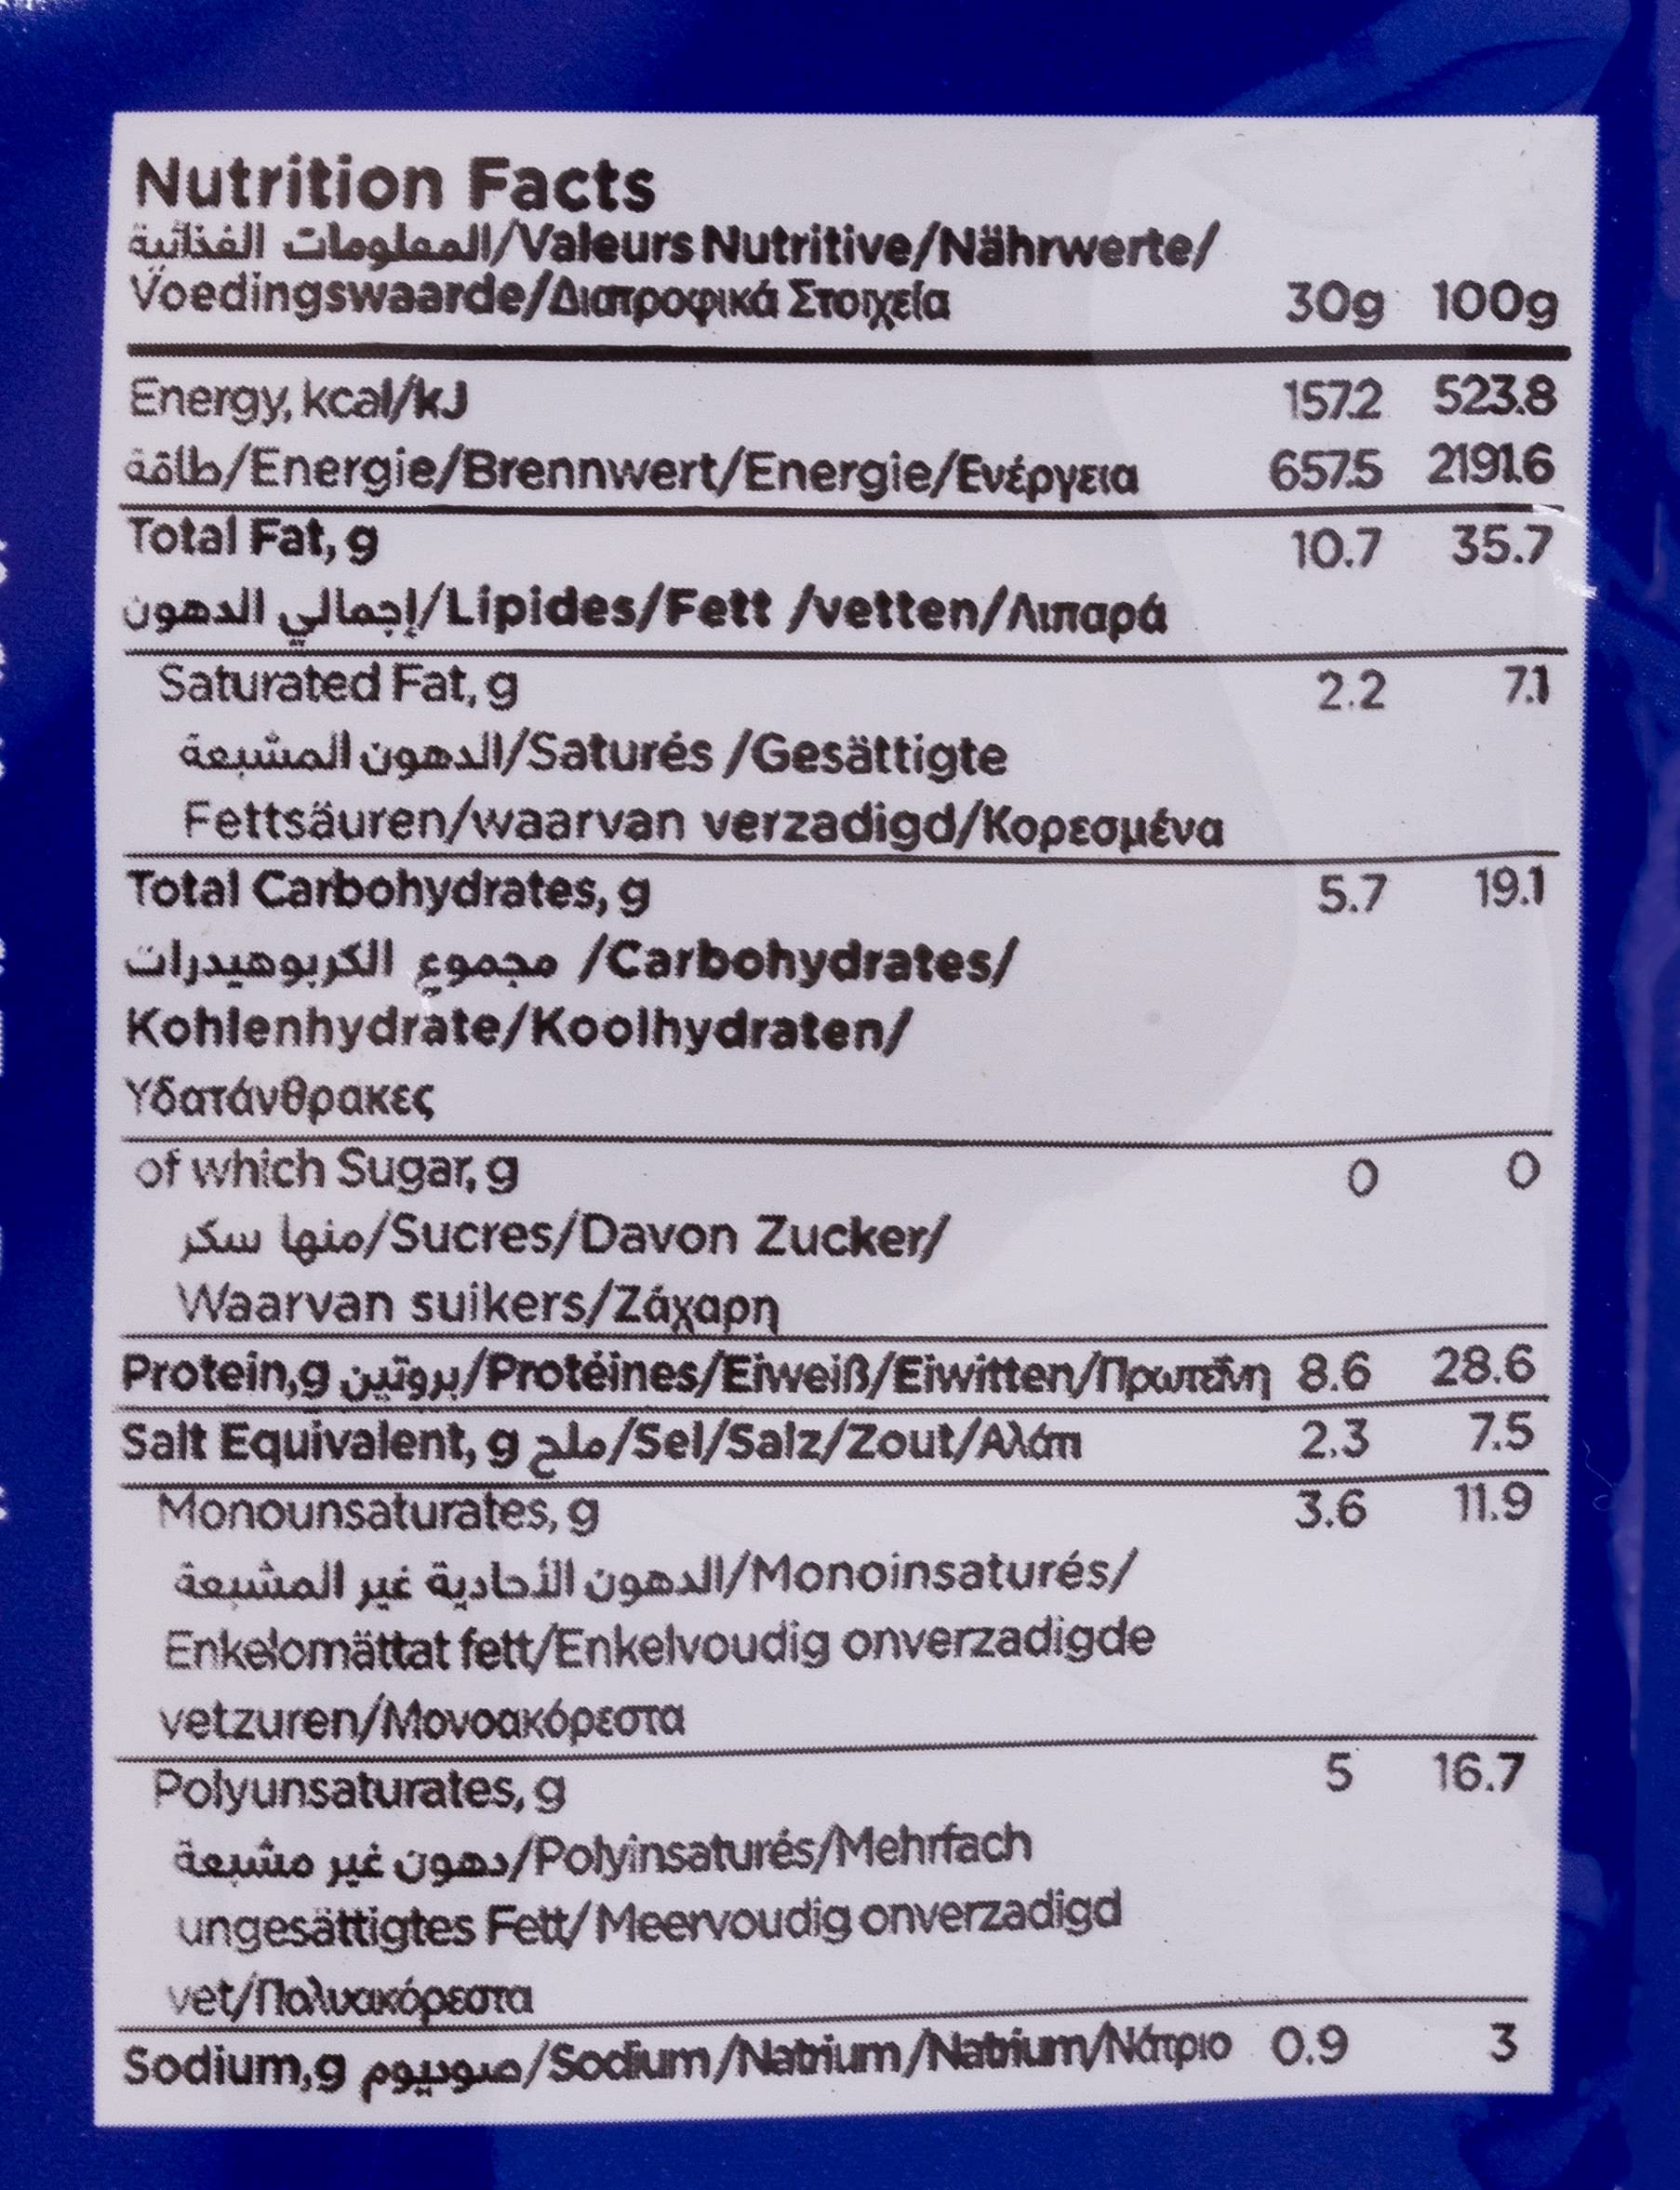 Nutrition Facts
المعلومات الغذائية/Valeurs Nutritive/Nährwerte/
Voedingswaarde/Διατροφικά Στοιχεία 30g 100g
Energy, kcal/kJ 157.2 523.8
طاقة/Energie/Brennwert/Energie/Ενέργεια 657.5 2191.6
Total Fat, g 10.7 35.7
إجمالي الدهون/Lipides/Fett /vetten/Λιπαρά
Saturated Fat, g 2.2 7.1
الدهون المشبعة/Saturés /Gesättigte
Fettsäuren/waarvan verzadigd/Κορεσμένα
Total Carbohydrates, g 5.7 19.1
مجموع الكربوهيدرات /Carbohydrates/
Kohlenhydrate/Koolhydraten/
Υδατάνθρακες
of which Sugar, g 0 0
منها سكر/Sucres/Davon Zucker/
Waarvan suikers/Ζάχαρη
Protein,g بروتين/Protéines/Eiweiß/Eiwitten/Πρωτεΐνη 8.6 28.6
Salt Equivalent, g ملح/Sel/Salz/Zout/Αλάτι 2.3 7.5
Monounsaturates, g 3.6 11.9
الدهون الأحادية غير المشبعة/Monoinsaturés/
Enkelomättat fett/Enkelvoudig onverzadigde
vetzuren/Μονοακόρεστα
Polyunsaturates, g 5 16.7
دهون غير مشبعة/Polyinsaturés/Mehrfach
ungesättigtes Fett/ Meervoudig onverzadigd
vet/Πολυακόρεστα
Sodium,g صوديوم/Sodium/Natrium/Natrium/Νάτριο 0.9 3